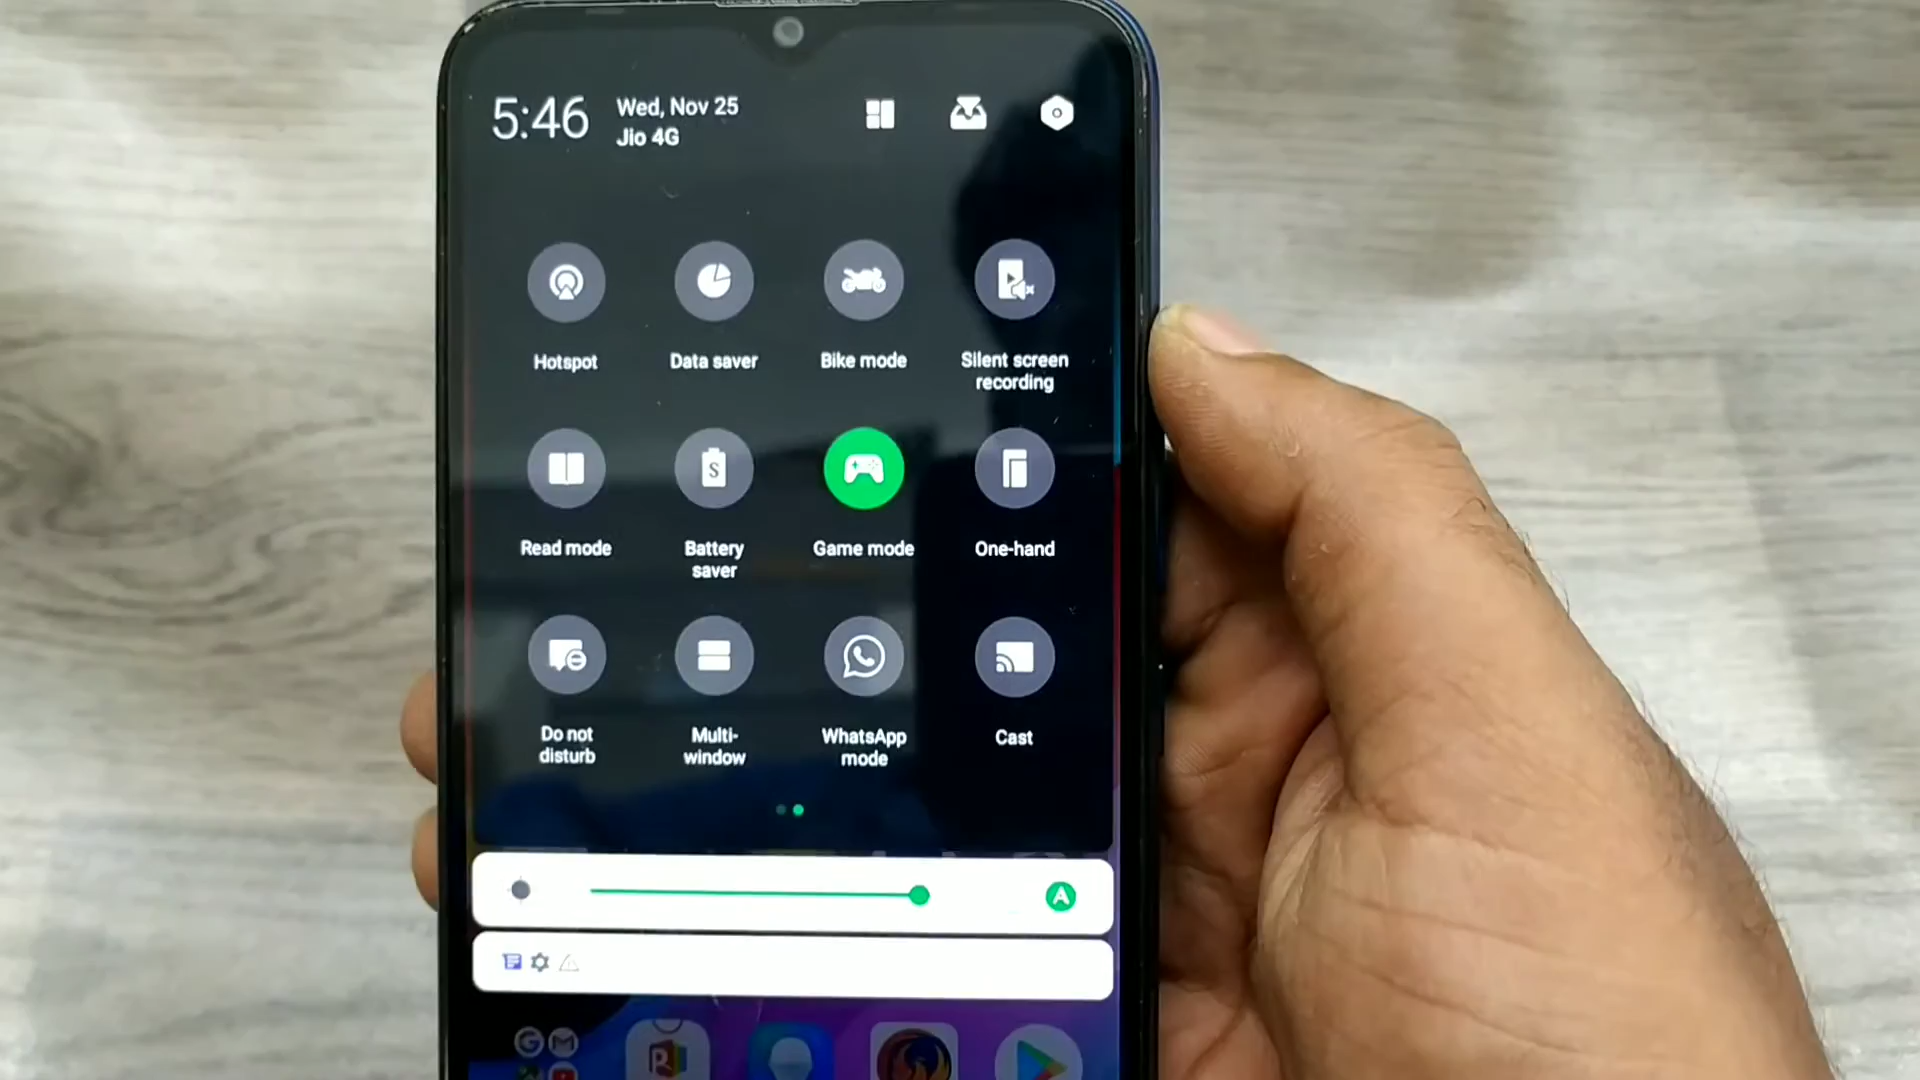 5:46
Wed, Nov 25
Jio 4G
Hotspot
Data saver
Bike mode
Silent screen
recording
Read mode
S
Battery
saver
Game mode
One-hand
Do not
disturb
Multi-
window
WhatsApp
mode
Cast
A
G
M
R